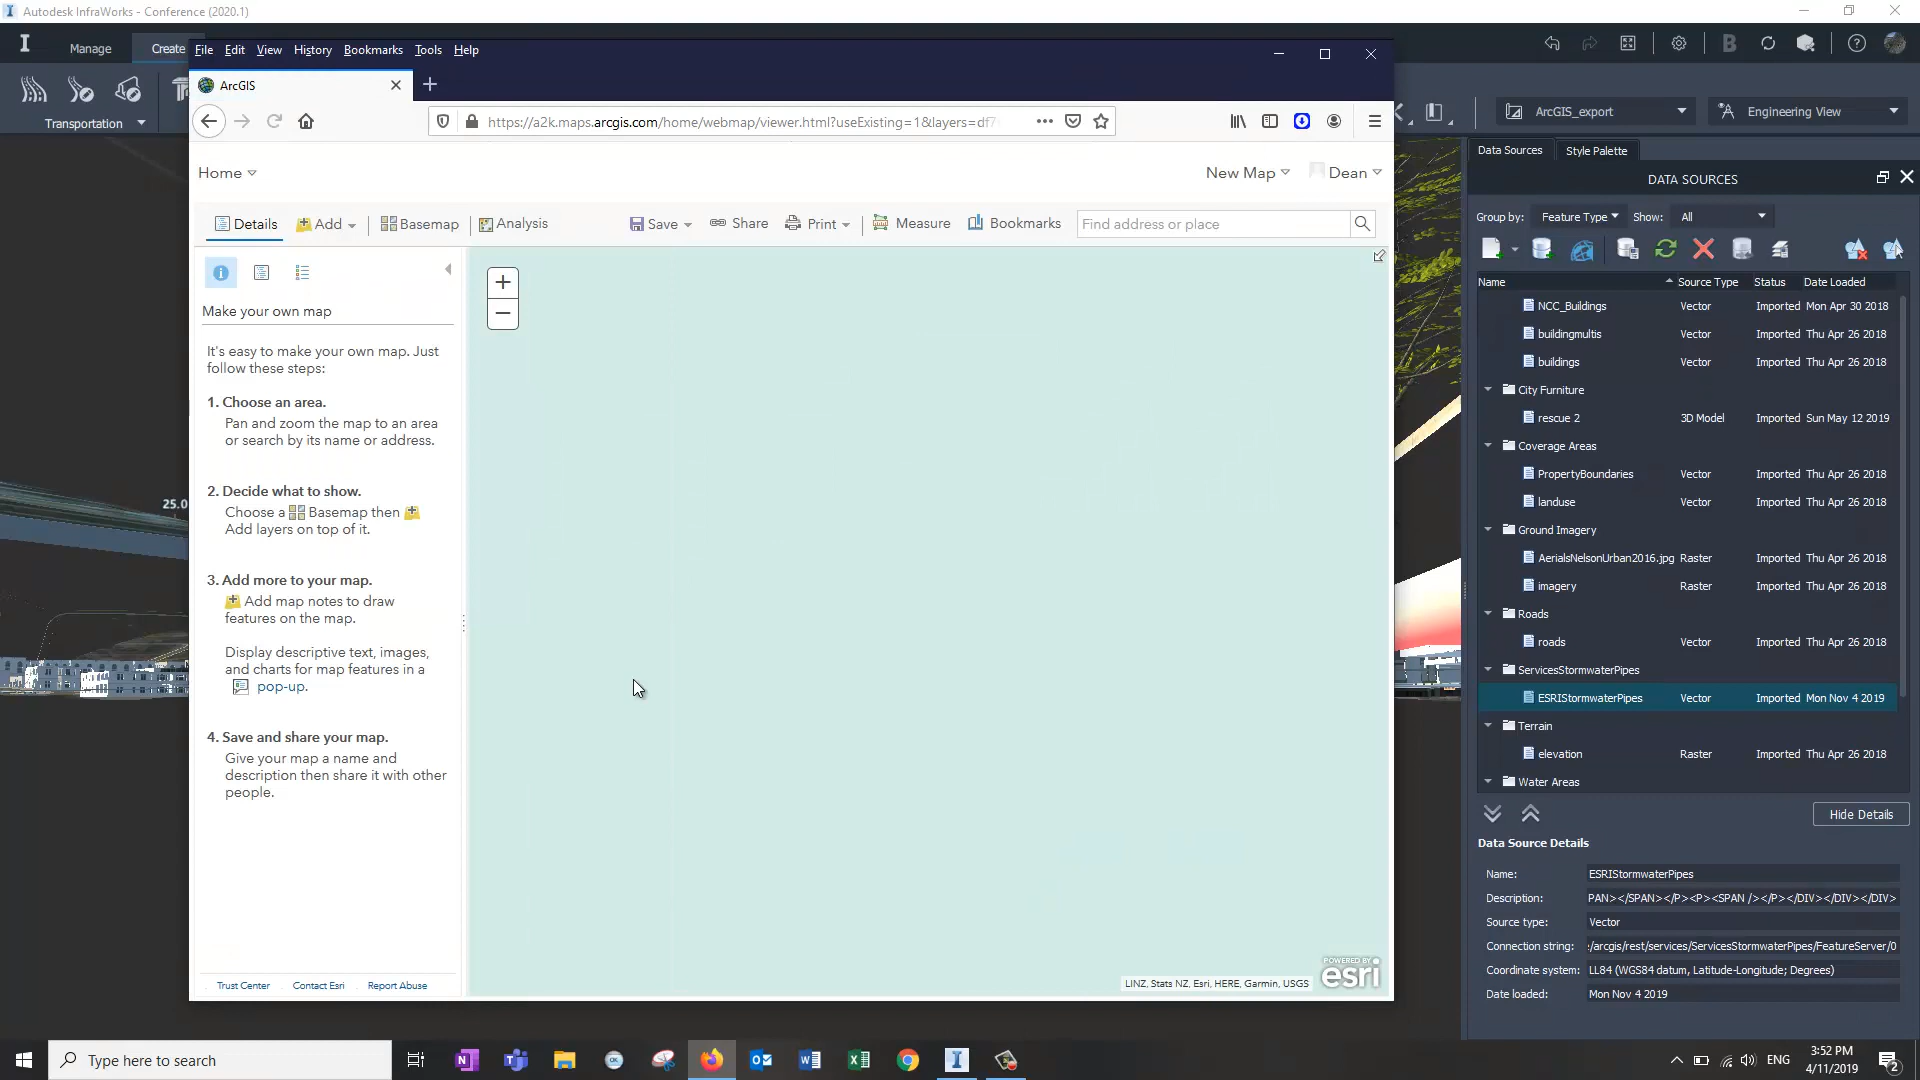 Autodesk InfraWorks - Conference (2020.1)
Manage
Create
Transportation
ArcGIS_export
Engineering View
File Edit View History Bookmarks Tools Help
ArcGIS
https://a2k.maps.arcgis.com/home/webmap/viewer.html?useExisting=1&layers=df7
Home
New Map
Dean
Details
Add
Basemap
Analysis
Save
Share
Print
Measure
Bookmarks
Find address or place
Make your own map
It's easy to make your own map. Just
follow these steps:
1. Choose an area.
Pan and zoom the map to an area
or search by its name or address.
2. Decide what to show.
Choose a Basemap then
Add layers on top of it.
3. Add more to your map.
Add map notes to draw
features on the map.
Display descriptive text, images,
and charts for map features in a
pop-up.
4. Save and share your map.
Give your map a name and
description then share it with other
people.
Trust Center
Contact Esri
Report Abuse
25.0
LINZ, Stats NZ, Esri, HERE, Garmin, USGS
POWERED BY
esri
Data Sources
Style Palette
DATA SOURCES
Group by: Feature Type Show: All
Name Source Type Status Date Loaded
NCC_Buildings Vector Imported Mon Apr 30 2018
buildingmultis Vector Imported Thu Apr 26 2018
buildings Vector Imported Thu Apr 26 2018
City Furniture
rescue 2 3D Model Imported Sun May 12 2019
Coverage Areas
PropertyBoundaries Vector Imported Thu Apr 26 2018
landuse Vector Imported Thu Apr 26 2018
Ground Imagery
AerialsNelsonUrban2016.jpg Raster Imported Thu Apr 26 2018
imagery Raster Imported Thu Apr 26 2018
Roads
roads Vector Imported Thu Apr 26 2018
ServicesStormwaterPipes
ESRIStormwaterPipes Vector Imported Mon Nov 4 2019
Terrain
elevation Raster Imported Thu Apr 26 2018
Water Areas
Hide Details
Data Source Details
Name: ESRIStormwaterPipes
Description: PAN></SPAN></P><P><SPAN /></P></DIV></DIV></DIV>
Source type: Vector
Connection string: :/arcgis/rest/services/ServicesStormwaterPipes/FeatureServer/0
Coordinate system: LL84 (WGS84 datum, Latitude-Longitude; Degrees)
Date loaded: Mon Nov 4 2019
Type here to search
ENG
3:52 PM
4/11/2019
2